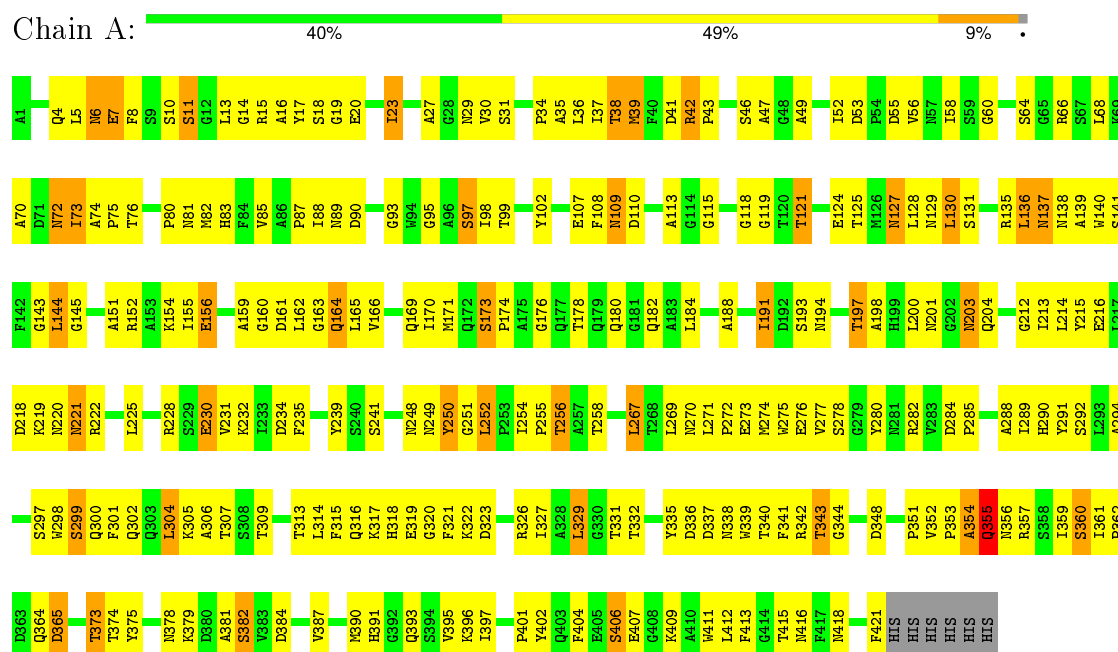 Chain A:
40% 49% 9% •
A1 Q4 L5 N6 E7 F8 S9 S10 S11 G12 L13 G14 R15 A16 Y17 S18 G19 E20 I23 A27 G28 N29 V30 S31 P34 A35 L36 I37 T38 M39 F40 D41 R42 P43 S46 A47 G48 A49 I52 D53 P54 D55 V56 N57 I58 S59 G60 S64 G65 R66 S67 L68 K69
A70 D71 N72 I73 A74 P75 T76 P80 N81 M82 H83 F84 V85 A86 P87 I88 N89 D90 G93 W94 G95 A96 S97 I98 T99 Y102 E107 F108 N109 D110 A113 G114 G115 G118 G119 T120 T121 E124 T125 M126 N127 L128 N129 L130 S131 R135 L136 N137 N138 A139 W140 S141
F142 G143 L144 G145 A151 R152 A153 K154 I155 E156 A159 G160 D161 L162 G163 Q164 L165 V166 Q169 I170 M171 Q172 S173 P174 A175 G176 Q177 T178 Q179 Q180 G181 Q182 A183 L184 A188 I191 D192 S193 N194 T197 A198 H199 L200 N201 G202 N203 Q204 G212 I213 L214 Y215 E216 L217
D218 K219 N220 N221 R222 L225 R228 S229 E230 V231 K232 I233 D234 F235 Y239 S240 S241 N248 N249 Y250 G251 L252 P253 I254 P255 T256 A257 T258 L267 T268 L269 N270 L271 P272 E273 M274 W275 E276 V277 S278 G279 Y280 N281 R282 V283 D284 P285 A288 I289 H290 Y291 S292 L293 A294
S297 W298 S299 Q300 F301 Q302 Q303 L304 K305 A306 T307 S308 T309 T313 L314 F315 Q316 K317 H318 E319 G320 F321 K322 D323 R326 I327 A328 L329 G330 T331 T332 Y335 D336 D337 N338 W339 T340 F341 R342 T343 G344 D348 P351 V352 P353 A354 Q355 N356 R357 S358 I359 S360 I361 P362
D363 Q364 D365 T373 T374 Y375 N378 K379 D380 A381 S382 V383 D384 V387 M390 H391 G392 Q393 S394 V395 K396 I397 P401 Y402 Q403 F404 E405 S406 E407 G408 K409 A410 W411 L412 F413 G414 T415 N416 F417 N418 F421 HIS HIS HIS HIS HIS HIS